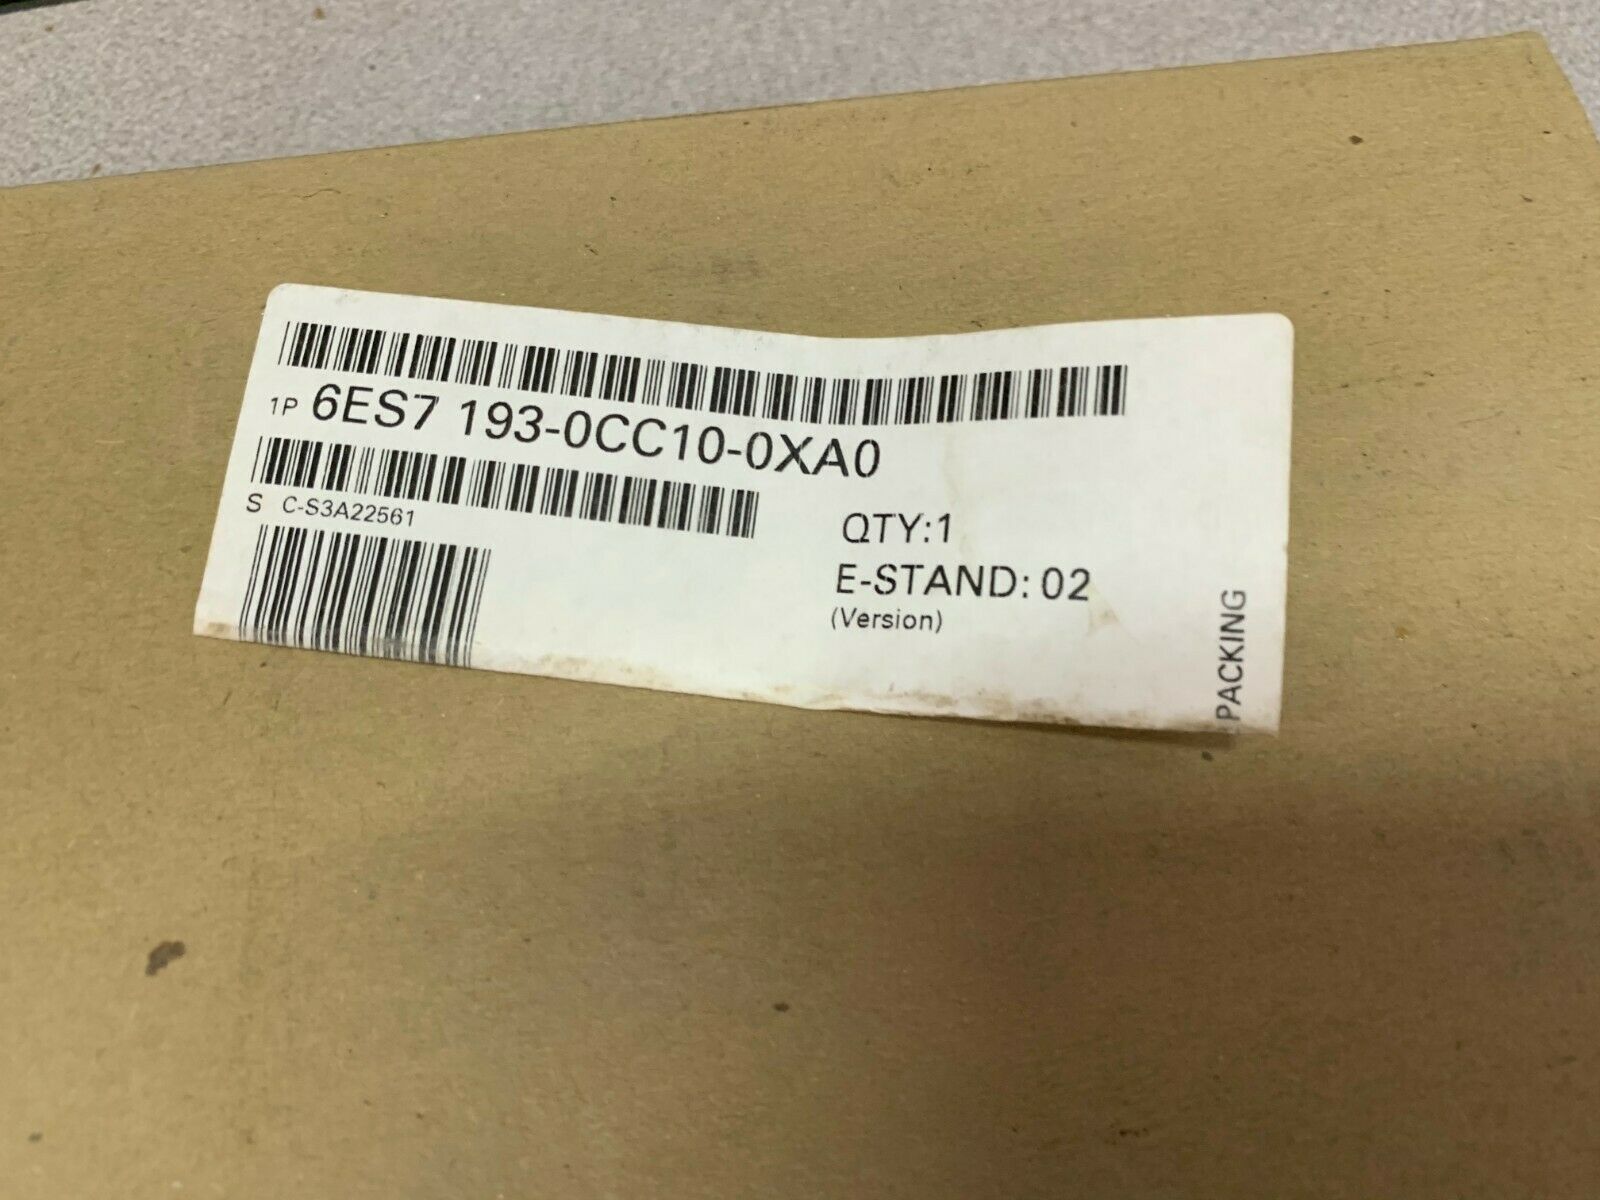 1P 6ES7 193-0CC10-0XA0
S C-S3A22561
QTY:1
E-STAND: 02
(Version)
PACKING